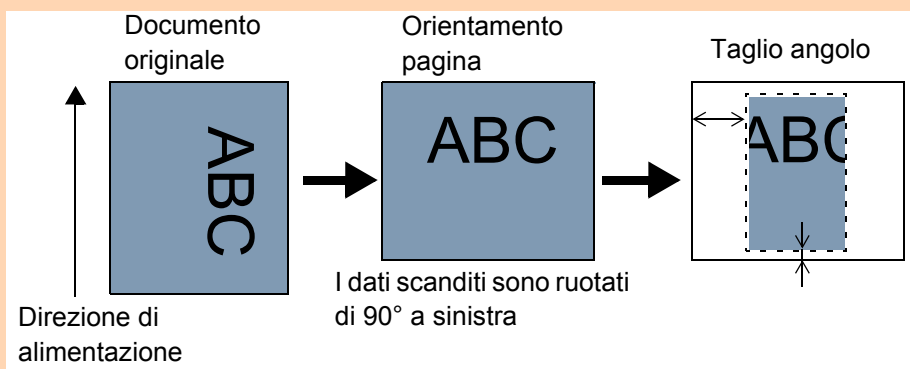 Documento
originale
Orientamento
pagina
Taglio angolo
ABC
ABC
ABC
Direzione di
alimentazione
I dati scanditi sono ruotati
di 90° a sinistra